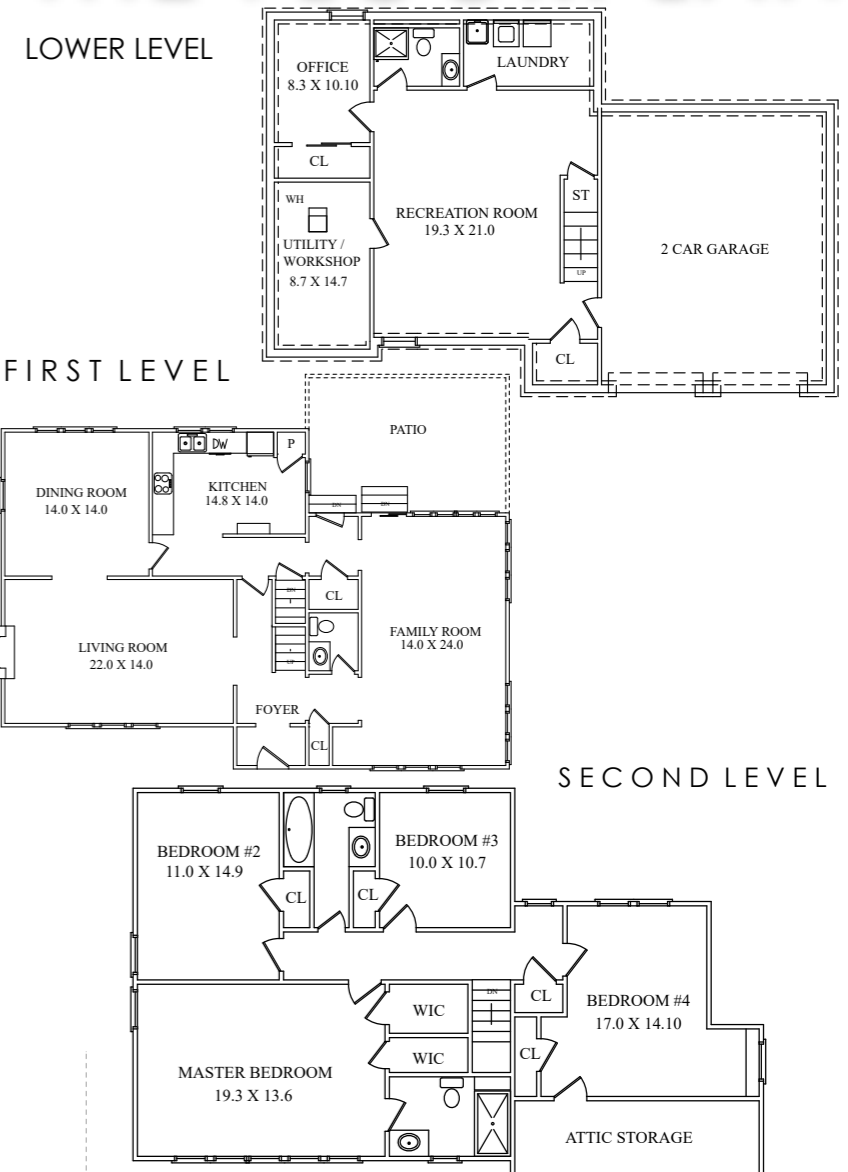 LOWER LEVEL
OFFICE
8.3 X 10.10
LAUNDRY
CL
WH
UTILITY /
WORKSHOP
8.7 X 14.7
RECREATION ROOM
19.3 X 21.0
ST
UP
2 CAR GARAGE
CL
FIRST LEVEL
PATIO
DINING ROOM
14.0 X 14.0
DW
P
KITCHEN
14.8 X 14.0
DN
DN
DN
CL
LIVING ROOM
22.0 X 14.0
UP
FAMILY ROOM
14.0 X 24.0
FOYER
CL
SECOND LEVEL
BEDROOM #2
11.0 X 14.9
CL
CL
BEDROOM #3
10.0 X 10.7
WIC
WIC
DN
CL
CL
BEDROOM #4
17.0 X 14.10
MASTER BEDROOM
19.3 X 13.6
ATTIC STORAGE